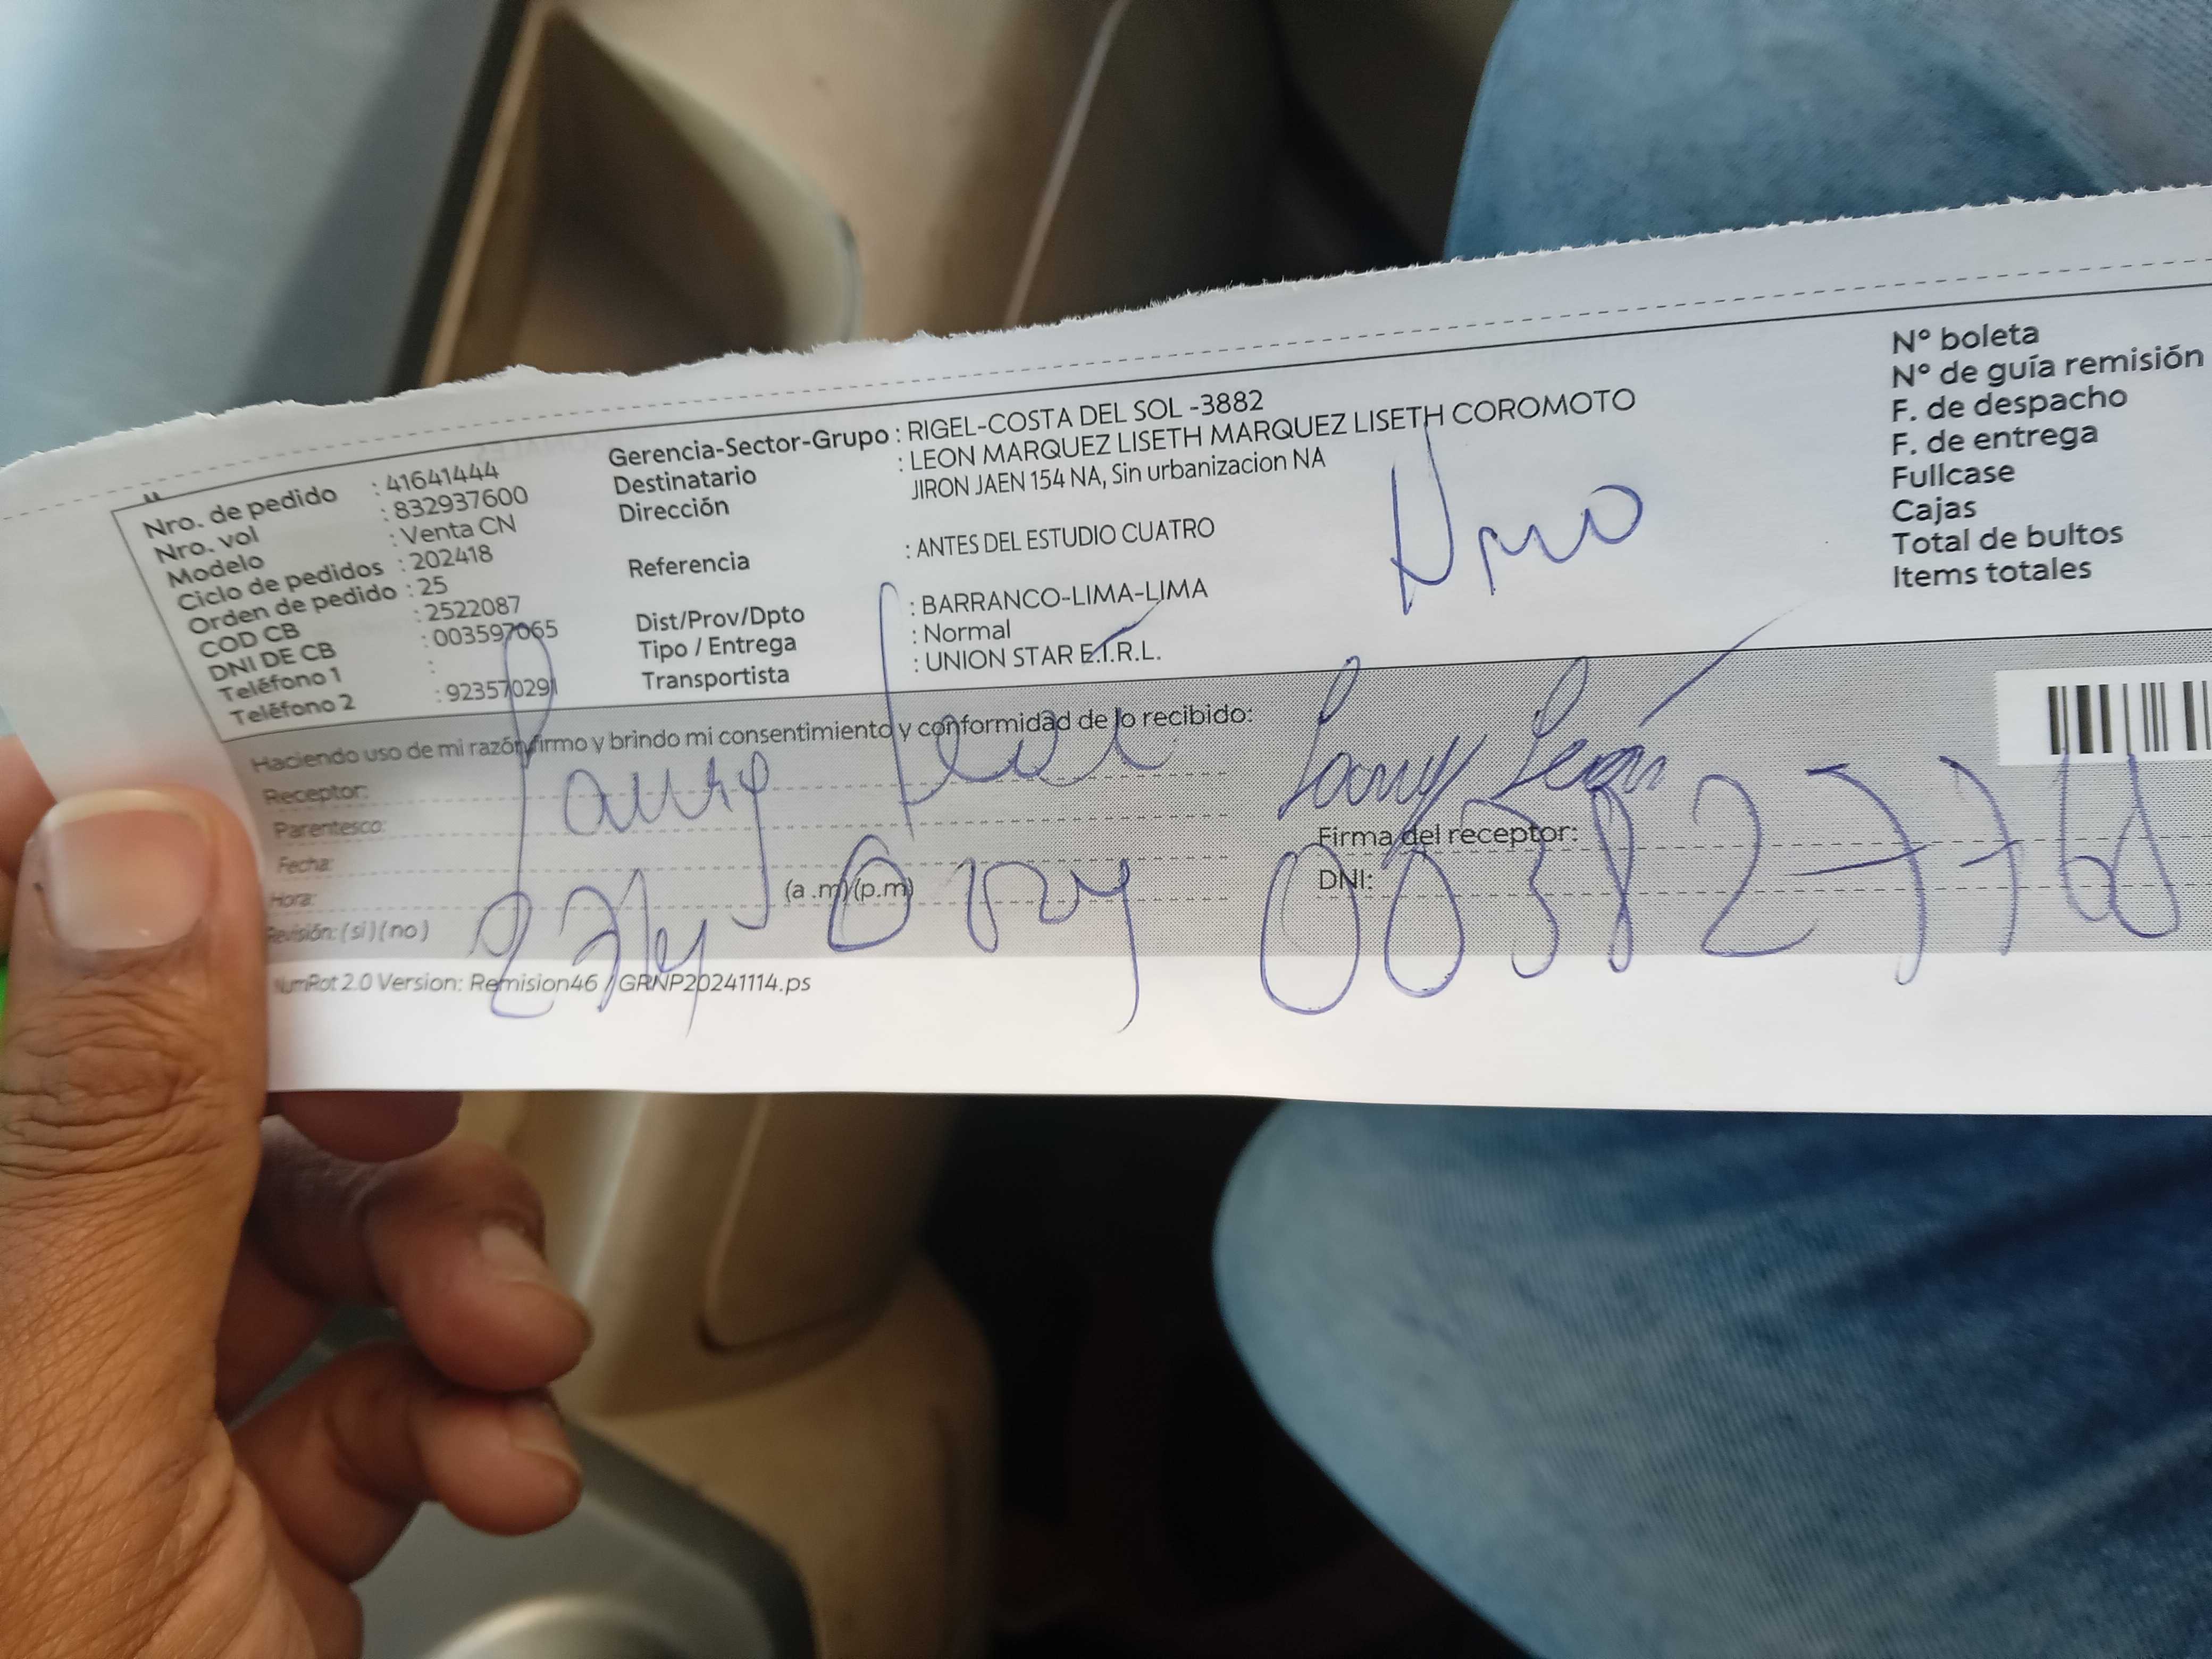 Nro. de pedido : 41641444
Nro. vol : 832937600
Modelo : Venta CN
Ciclo de pedidos : 202418
Orden de pedido : 25
COD CB : 2522087
DNI DE CB : 003597065
Teléfono 1 :
Teléfono 2 : 923570291
Gerencia-Sector-Grupo : RIGEL-COSTA DEL SOL -3882
Destinatario : LEON MARQUEZ LISETH MARQUEZ LISETH COROMOTO
Dirección JIRON JAEN 154 NA, Sin urbanizacion NA
Referencia : ANTES DEL ESTUDIO CUATRO
Dist/Prov/Dpto : BARRANCO-LIMA-LIMA
Tipo / Entrega : Normal
Transportista : UNION STAR E.I.R.L.
Nº boleta
Nº de guía remisión
F. de despacho
F. de entrega
Fullcase
Cajas
Total de bultos
Items totales
Haciendo uso de mi razón firmo y brindo mi consentimiento y conformidad de lo recibido:
Receptor:
Parentesco:
Fecha:
Hora: (a .m)/(p.m)
Revisión: (si) (no)
Firma del receptor:
DNI:
NumRot 2.0 Version: Remision46 / GRNP20241114.ps